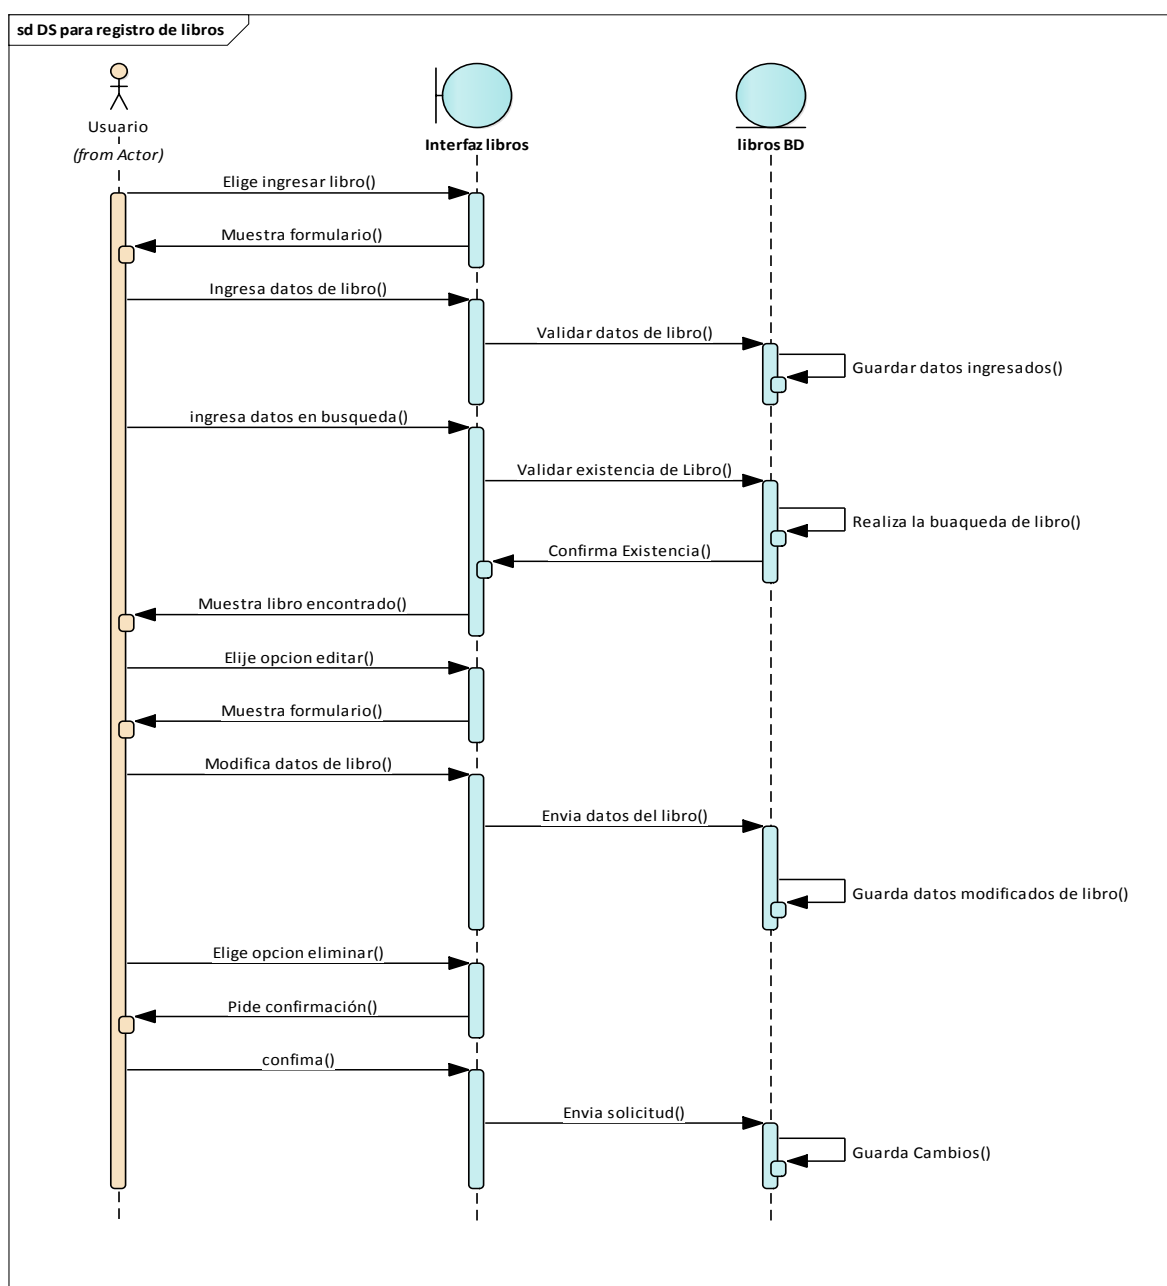 sd DS para registro de libros
Usuario
(from Actor)
Interfaz libros
libros BD
Elige ingresar libro()
Muestra formulario()
Ingresa datos de libro()
Validar datos de libro()
Guardar datos ingresados()
ingresa datos en busqueda()
Validar existencia de Libro()
Realiza la buaqueda de libro()
Confirma Existencia()
Muestra libro encontrado()
Elije opcion editar()
Muestra formulario()
Modifica datos de libro()
Envia datos del libro()
Guarda datos modificados de libro()
Elige opcion eliminar()
Pide confirmación()
confima()
Envia solicitud()
Guarda Cambios()